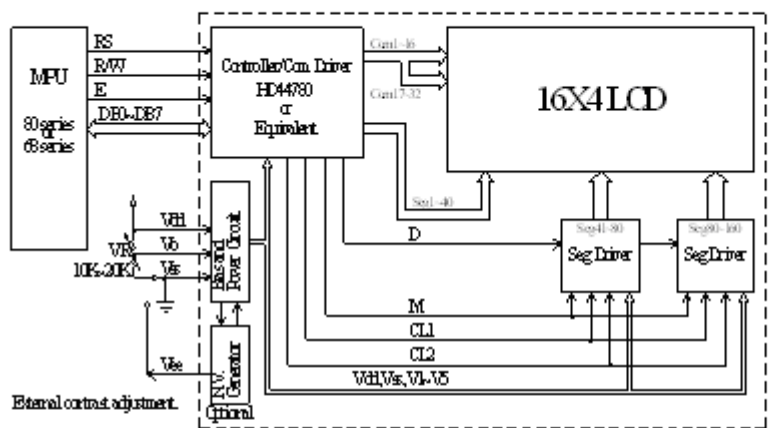 MPU
80 series
or
68 series
RS
R/W
E
DB0~DB7
Controller/Com Driver
HD44780
or
Equivalent
Com1~16
Com17-32
16X4 LCD
Seg1~40
D
Seg41~80
Seg Driver
Seg80~160
Seg Driver
Vdd
Vo
Vss
VR
10K~20K
Bias and
Power Circuit
M
CL1
CL2
Vdd,Vss,V1~V5
Vee
N.V.
Generator
Optional
External contrast adjustment.